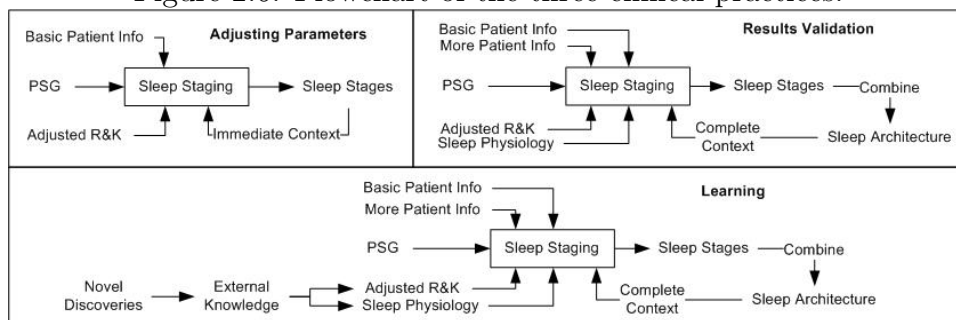 Figure 2.6: Flowchart of the three clinical practices.
Basic Patient Info
Adjusting Parameters
PSG
Sleep Staging
Sleep Stages
Adjusted R&K
Immediate Context
Basic Patient Info
Results Validation
More Patient Info
PSG
Sleep Staging
Sleep Stages
Combine
Adjusted R&K
Sleep Physiology
Complete
Context
Sleep Architecture
Basic Patient Info
Learning
More Patient Info
PSG
Sleep Staging
Sleep Stages
Combine
Novel
Discoveries
External
Knowledge
Adjusted R&K
Sleep Physiology
Complete
Context
Sleep Architecture